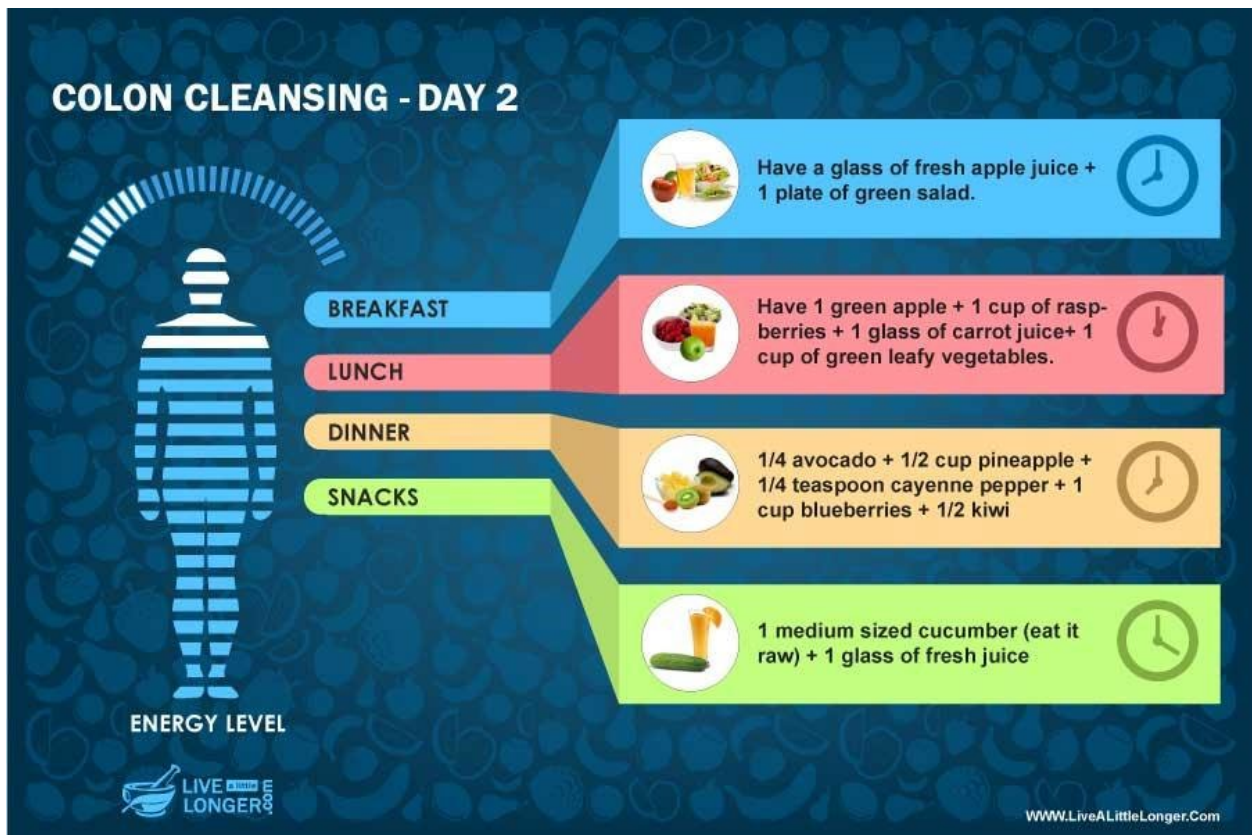 COLON CLEANSING - DAY 2
BREAKFAST
Have a glass of fresh apple juice +
1 plate of green salad.
LUNCH
Have 1 green apple + 1 cup of rasp-
berries + 1 glass of carrot juice+ 1
cup of green leafy vegetables.
DINNER
1/4 avocado + 1/2 cup pineapple +
1/4 teaspoon cayenne pepper + 1
cup blueberries + 1/2 kiwi
SNACKS
1 medium sized cucumber (eat it
raw) + 1 glass of fresh juice
ENERGY LEVEL
LIVE a little
LONGER.com
WWW.LiveALittleLonger.Com